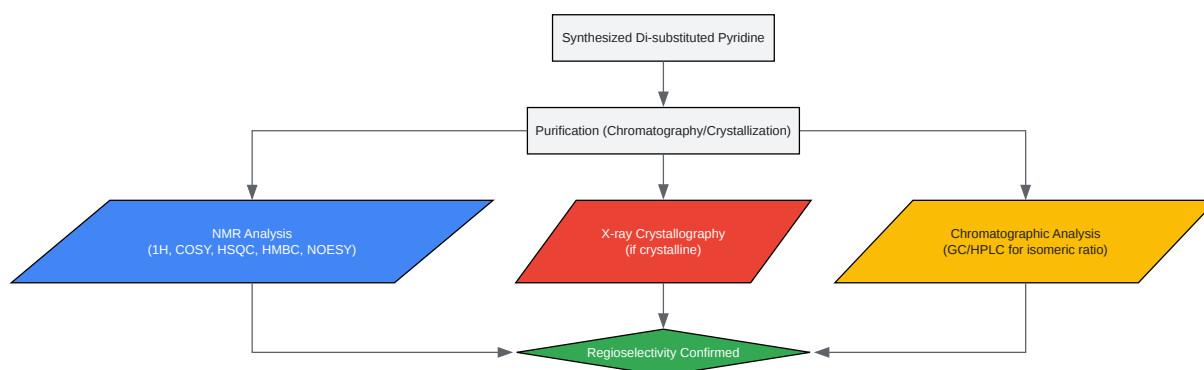 Synthesized Di-substituted Pyridine
Purification (Chromatography/Crystallization)
NMR Analysis
(1H, COSY, HSQC, HMBC, NOESY)
X-ray Crystallography
(if crystalline)
Chromatographic Analysis
(GC/HPLC for isomeric ratio)
Regioselectivity Confirmed